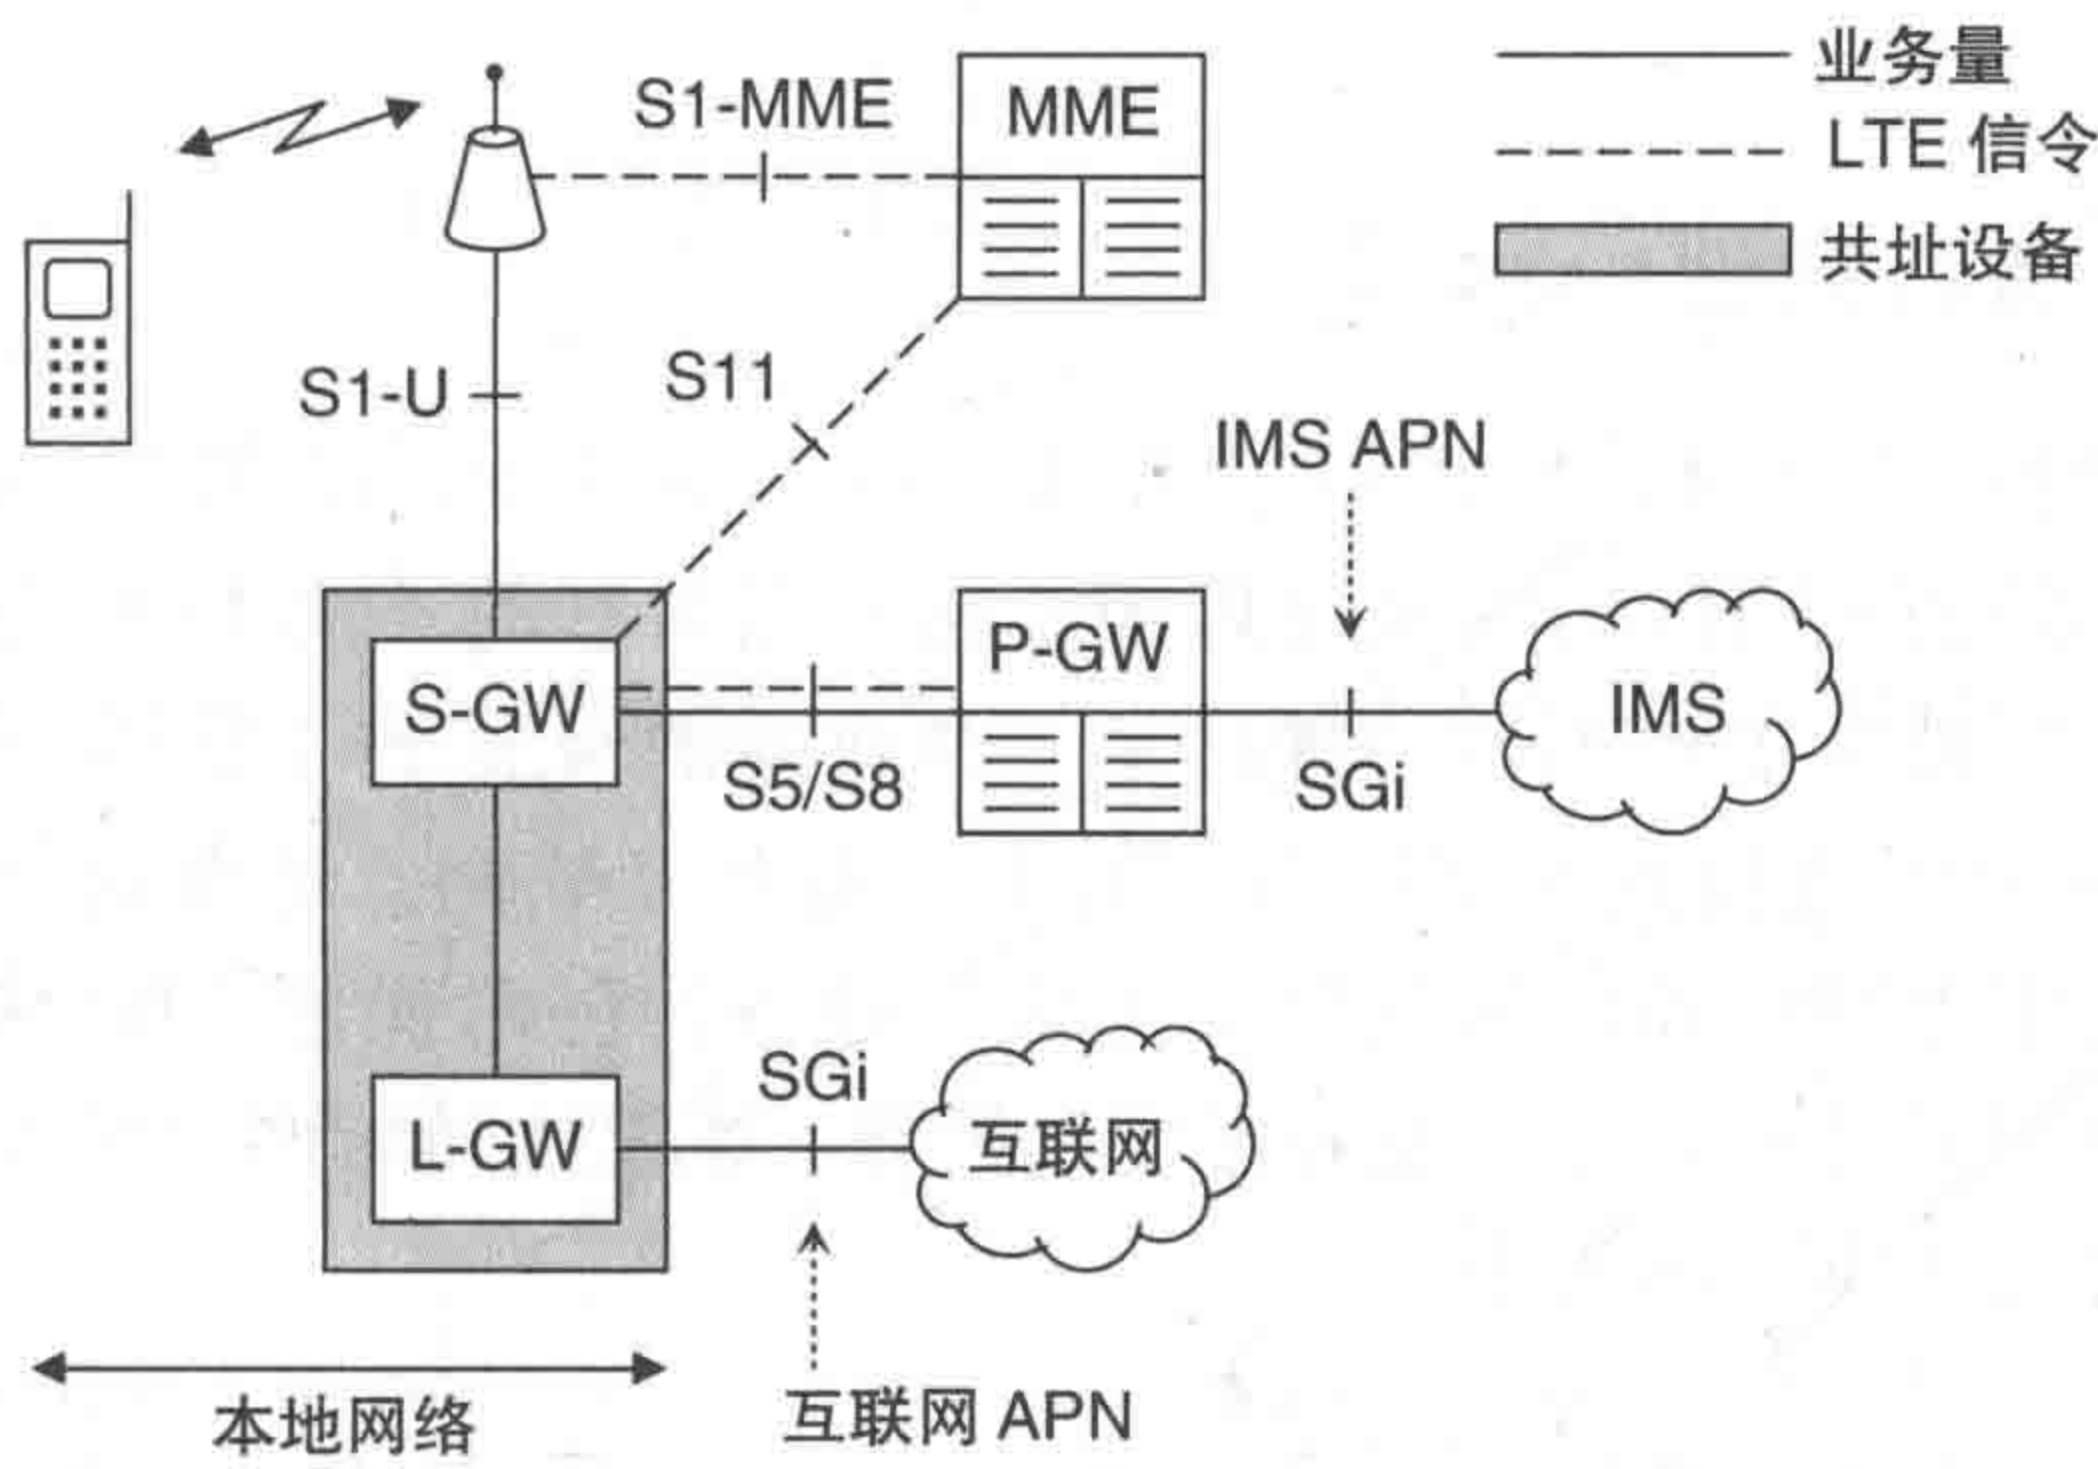 S1-MME
MME
业务量
LTE 信令
共址设备
S1-U
S11
IMS APN
S-GW
P-GW
IMS
S5/S8
SGi
SGi
L-GW
互联网
本地网络
互联网 APN